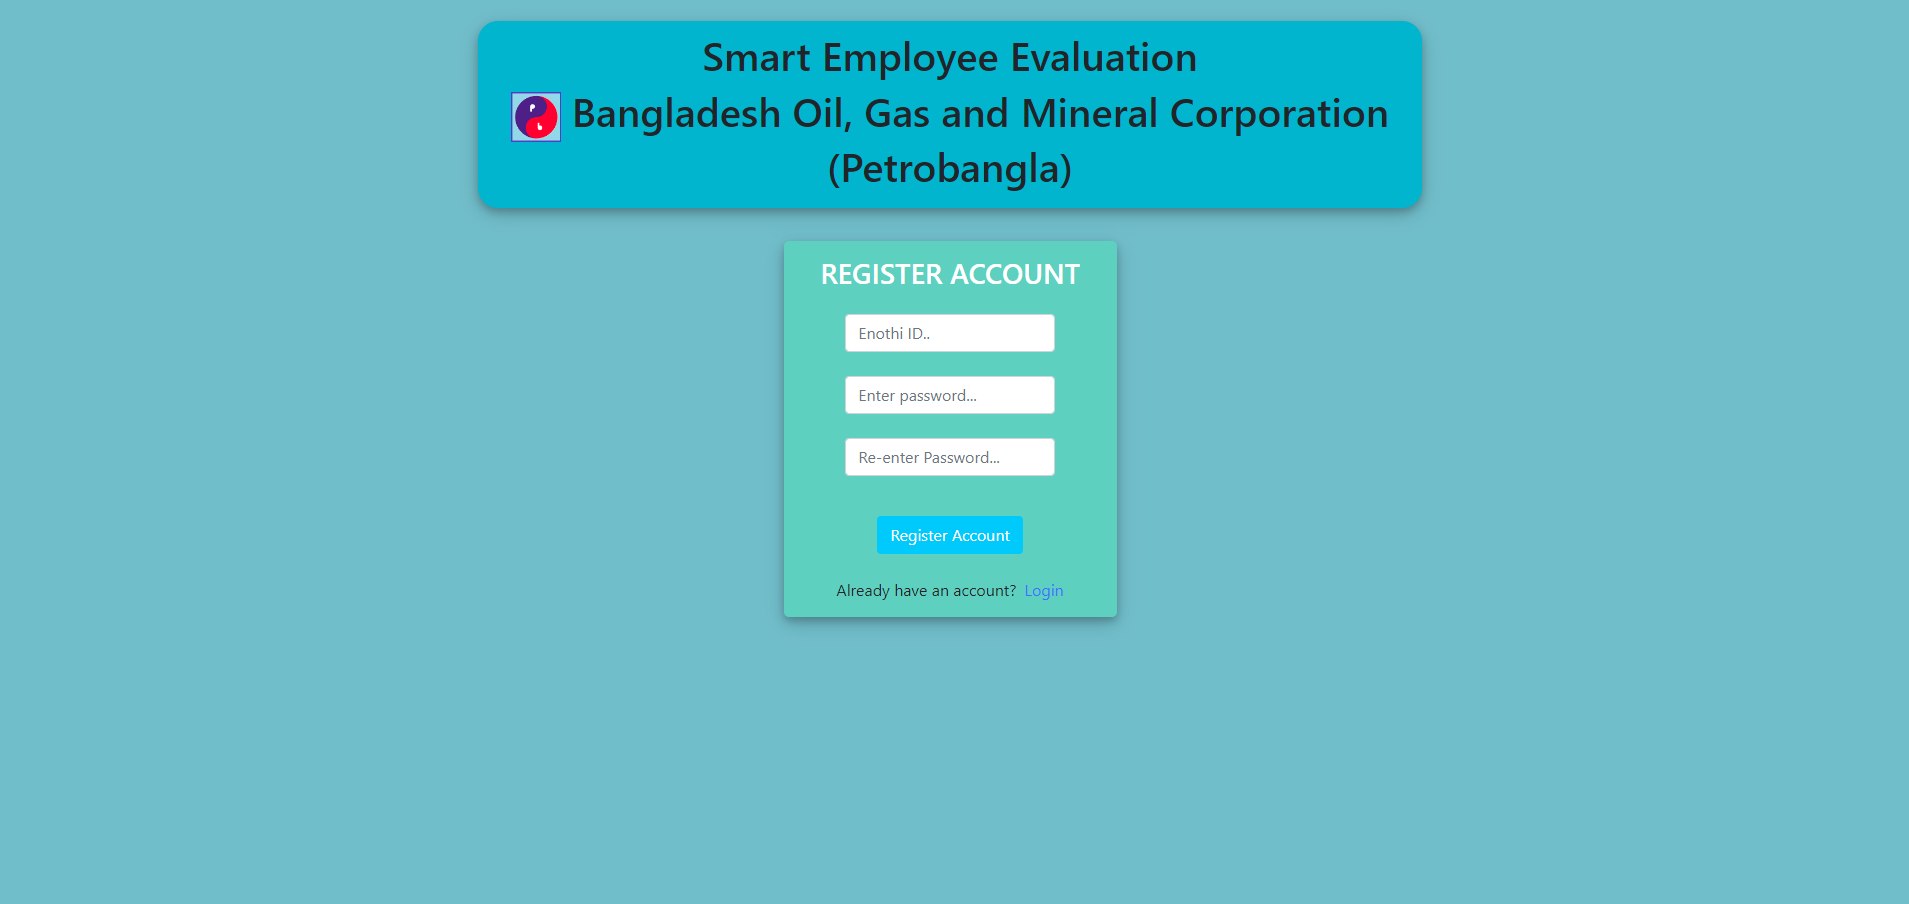 Smart Employee Evaluation
Bangladesh Oil, Gas and Mineral Corporation
(Petrobangla)
REGISTER ACCOUNT
Enothi ID..
Enter password...
Re-enter Password...
Register Account
Already have an account? Login